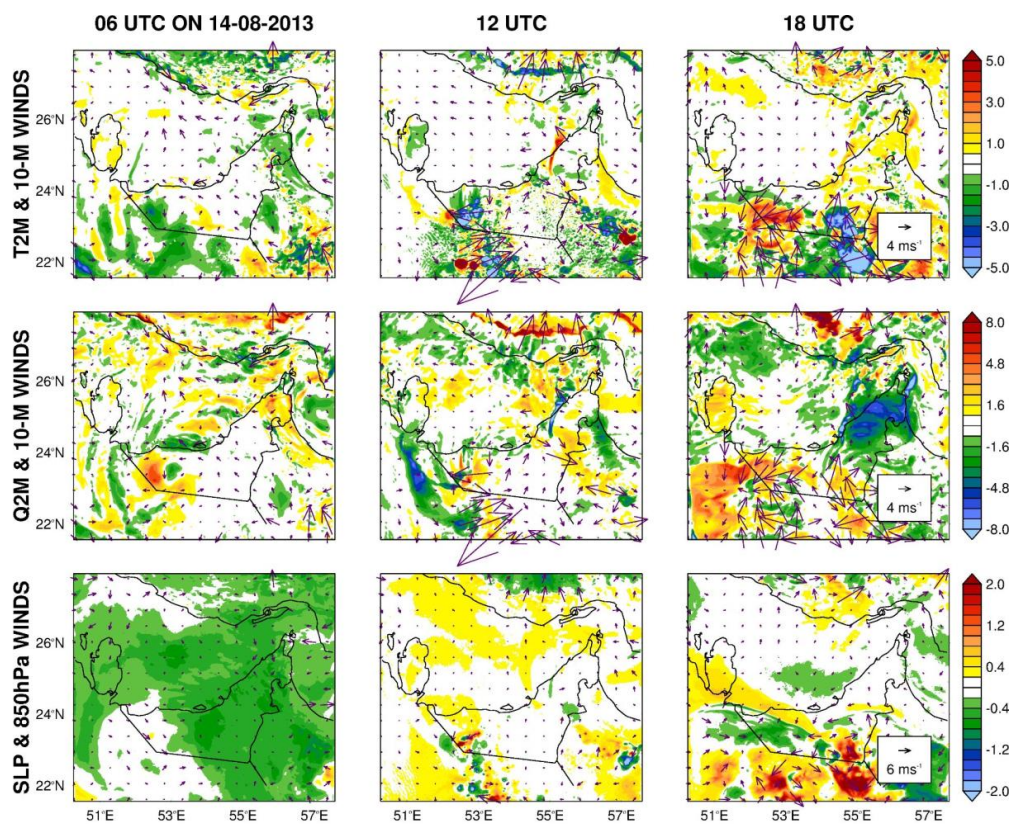 06 UTC ON 14-08-2013
12 UTC
18 UTC
T2M & 10-M WINDS
26°N
24°N
22°N
4 ms⁻¹
5.0
3.0
1.0
-1.0
-3.0
-5.0
Q2M & 10-M WINDS
26°N
24°N
22°N
4 ms⁻¹
8.0
4.8
1.6
-1.6
-4.8
-8.0
SLP & 850hPa WINDS
26°N
24°N
22°N
6 ms⁻¹
2.0
1.2
0.4
-0.4
-1.2
-2.0
51°E 53°E 55°E 57°E
51°E 53°E 55°E 57°E
51°E 53°E 55°E 57°E